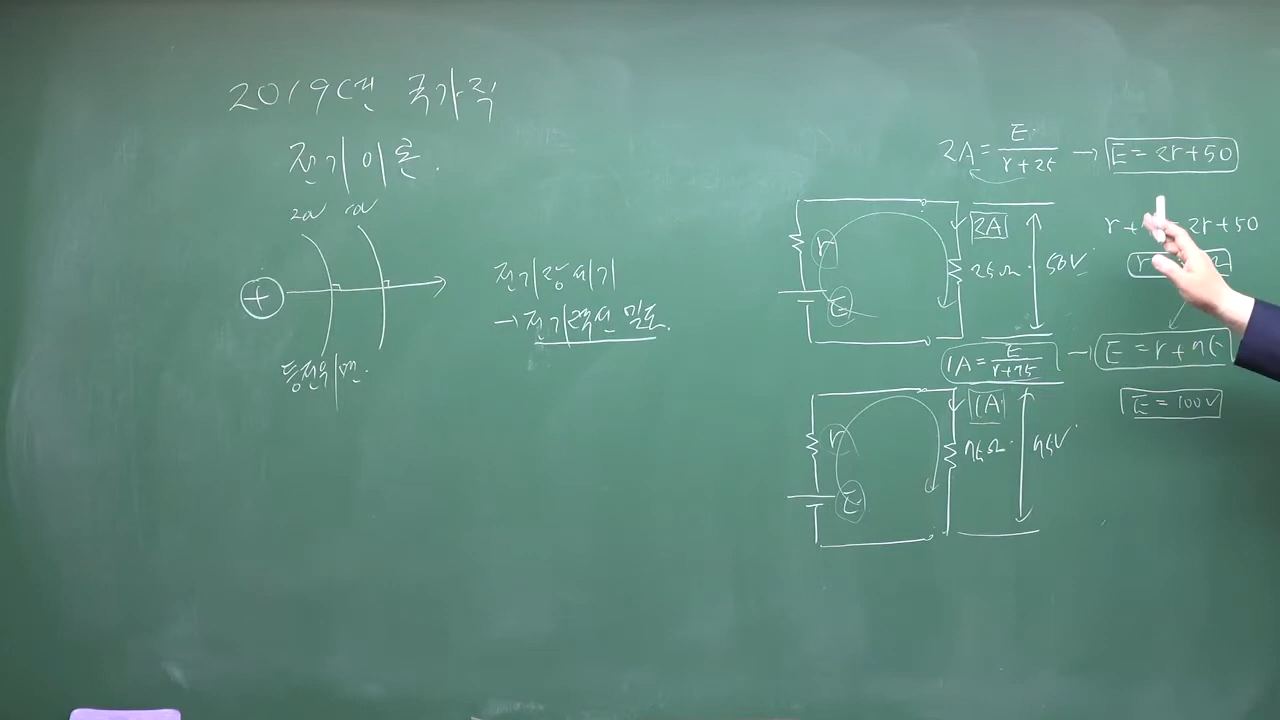 2019년 국가직
전기이론.
등전위면.
전기장세기
→전기력선 밀도.
2A = E / r+25 → E = 2r+50
r
E
2A
25Ω
50V
2r+50
1A = E / r+75 → E = r+75
E = 100V
r
E
1A
75Ω
75V